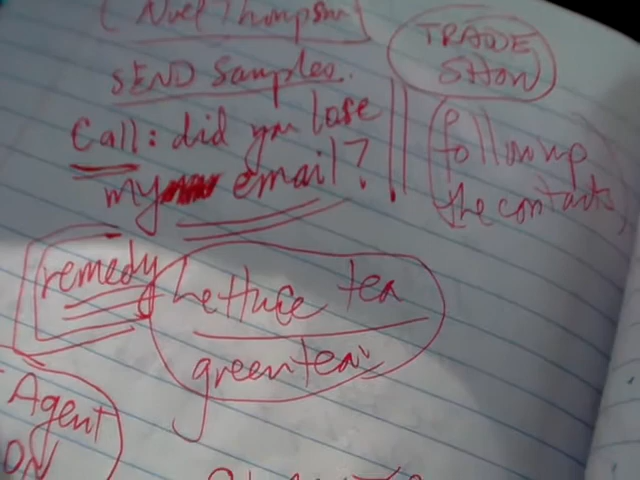 Thompson
SEND Samples.
Call: did you lose
my email?
TRADE
SHOW
follow up
the contacts
remedy
Lettuce tea
green tea
Agent
ON